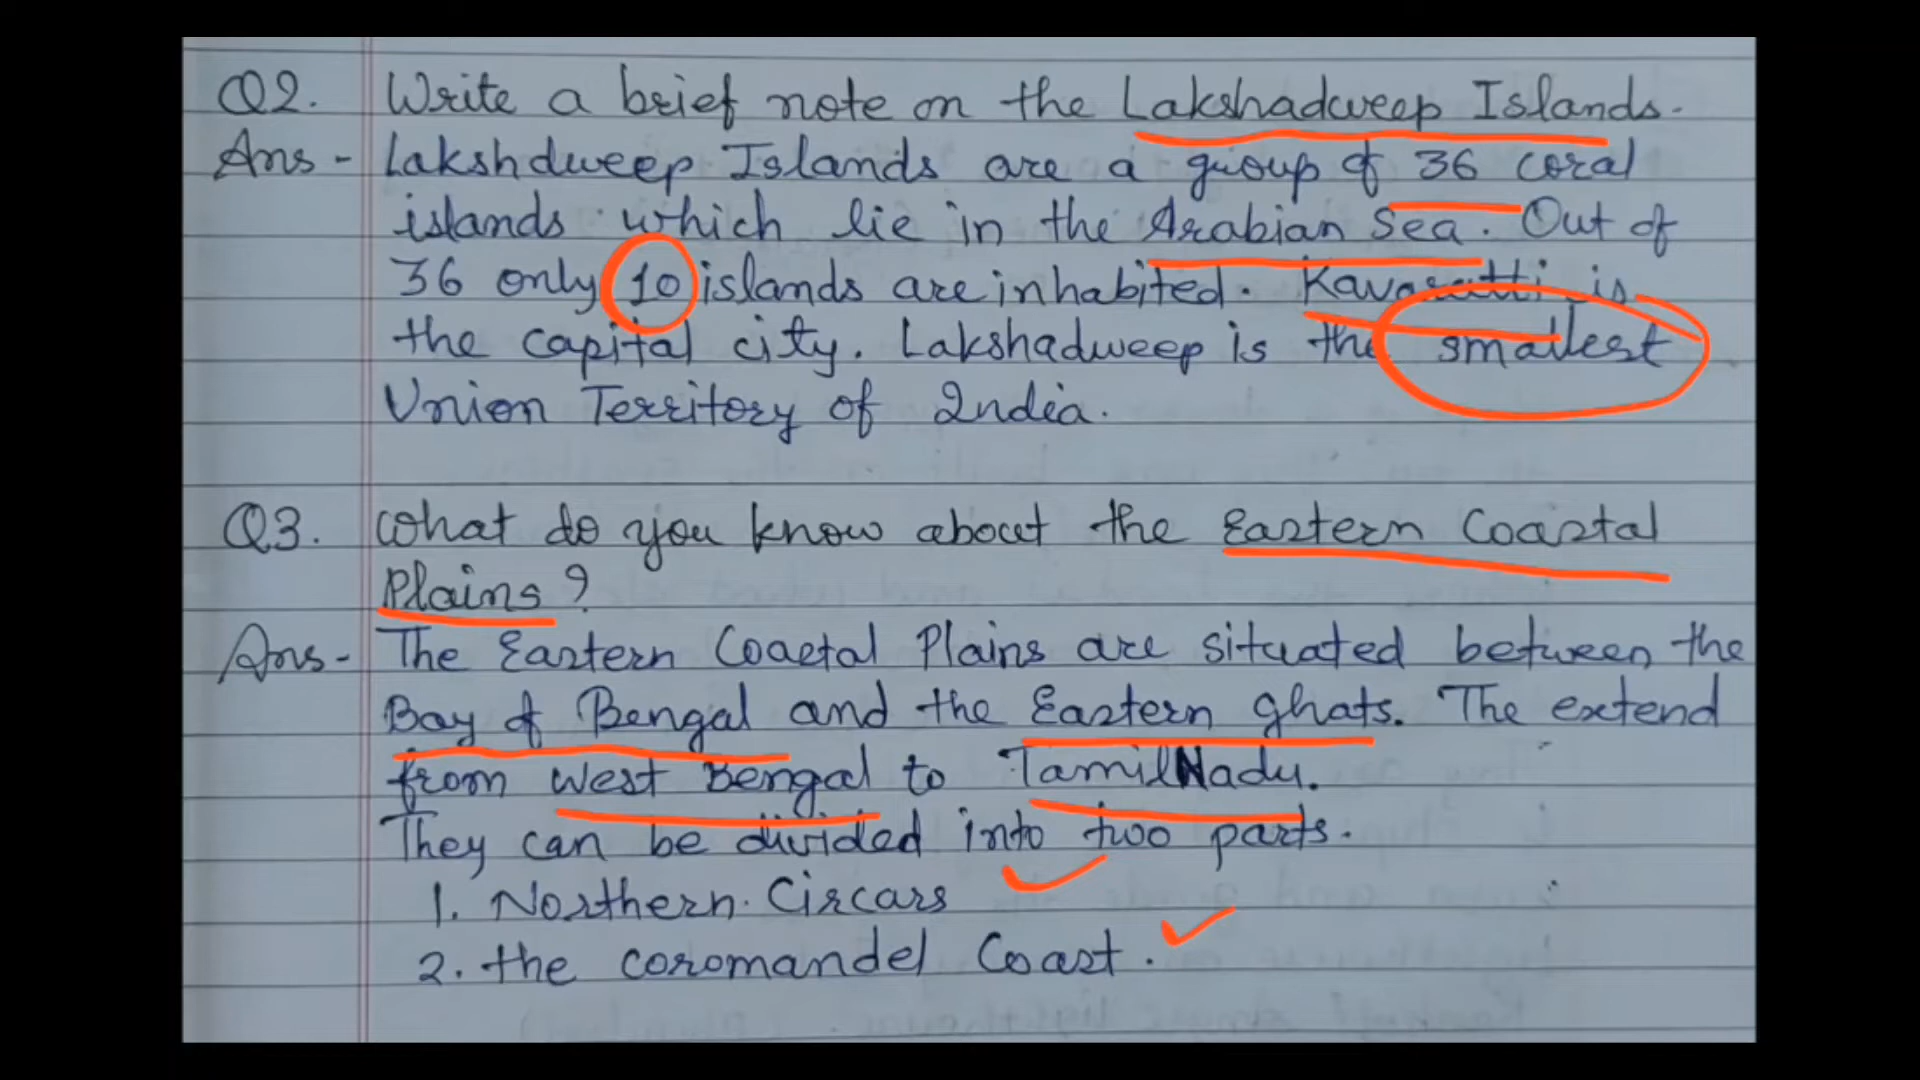 Q2. Write a brief note on the Lakshadweep Islands.
Ans - Lakshdweep Islands are a group of 36 coral
islands which lie in the Arabian Sea. Out of
36 only 10 islands are inhabited. Kavaratti is
the capital city. Lakshadweep is the smallest
Union Territory of India.
Q3. What do you know about the Eastern Coastal
Plains?
Ans - The Eastern Coastal Plains are situated between the
Bay of Bengal and the Eastern ghats. The extend
from West Bengal to TamilNadu.
They can be divided into two parts.
1. Northern Circars
2. the coromandel Coast.